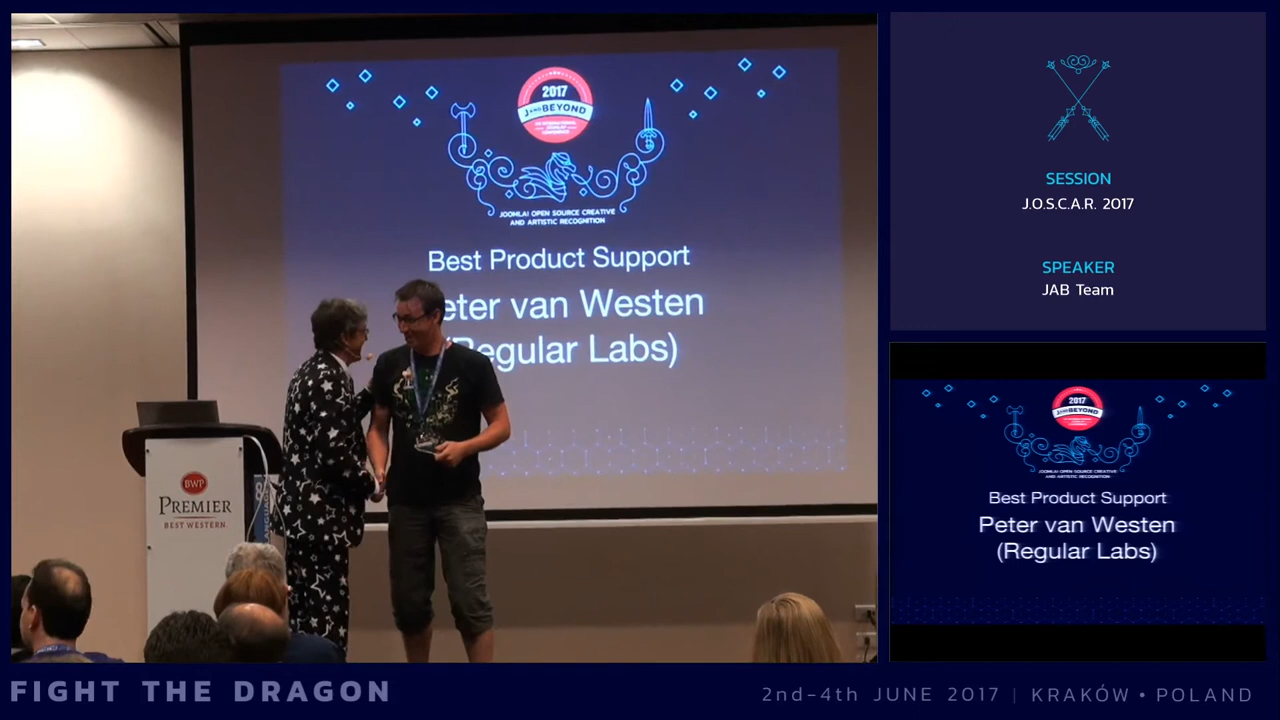 2017
J AND BEYOND
JOOMLA! OPEN SOURCE CREATIVE
AND ARTISTIC RECOGNITION
Best Product Support
eter van Westen
(Regular Labs)
BWP
PREMIER
BEST WESTERN
SESSION
J.O.S.C.A.R. 2017
SPEAKER
JAB Team
2017
J AND BEYOND
JOOMLA! OPEN SOURCE CREATIVE
AND ARTISTIC RECOGNITION
Best Product Support
Peter van Westen
(Regular Labs)
FIGHT THE DRAGON
2nd-4th JUNE 2017 | KRAKÓW • POLAND